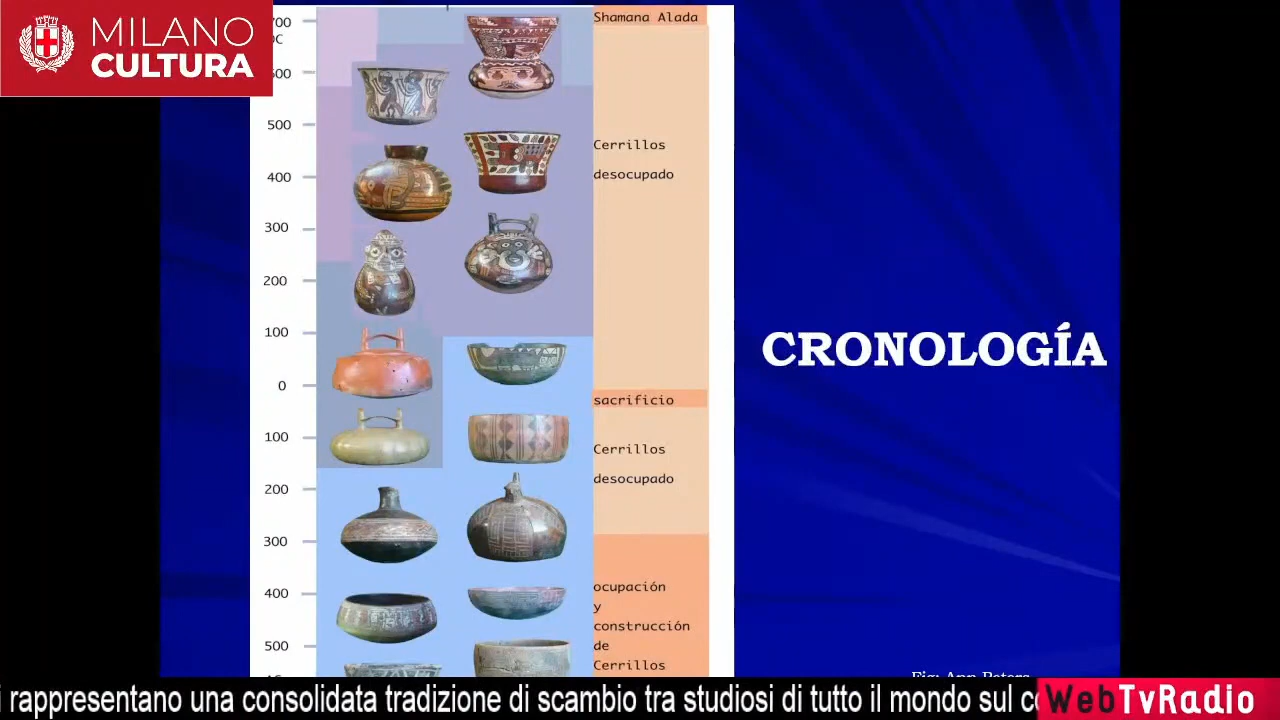 MILANO
CULTURA
700
DC
600
500
400
300
200
100
0
100
200
300
400
500
Shamana Alada
Cerrillos
desocupado
sacrificio
Cerrillos
desocupado
ocupación
y
construcción
de
Cerrillos
CRONOLOGÍA
i rappresentano una consolidata tradizione di scambio tra studiosi di tutto il mondo sul
WebTvRadio